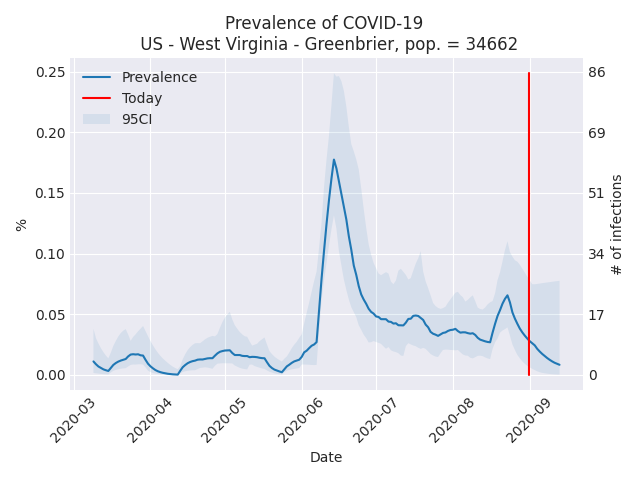 Prevalence of COVID-19
US - West Virginia - Greenbrier, pop. = 34662
Prevalence
Today
95CI
0.25
0.20
0.15
0.10
0.05
0.00
%
86
69
51
34
17
0
# of infections
2020-03
2020-04
2020-05
2020-06
2020-07
2020-08
2020-09
Date